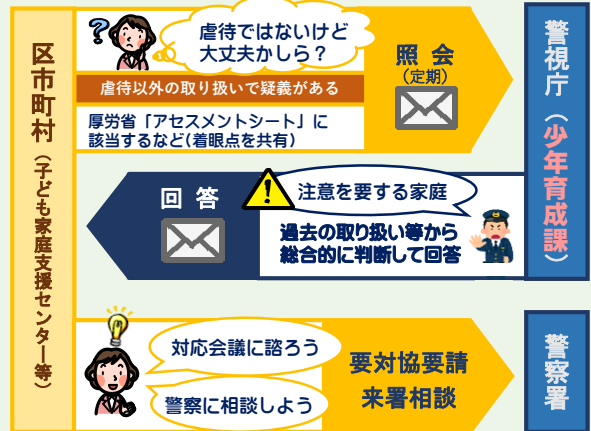 区市町村（子ども家庭支援センター等）
虐待ではないけど
大丈夫かしら？
虐待以外の取り扱いで疑義がある
厚労省「アセスメントシート」に
該当するなど(着眼点を共有)
照 会
（定期）
警視庁（少年育成課）
回 答
注意を要する家庭
過去の取り扱い等から
総合的に判断して回答
対応会議に諮ろう
警察に相談しよう
要対協要請
来署相談
警察署